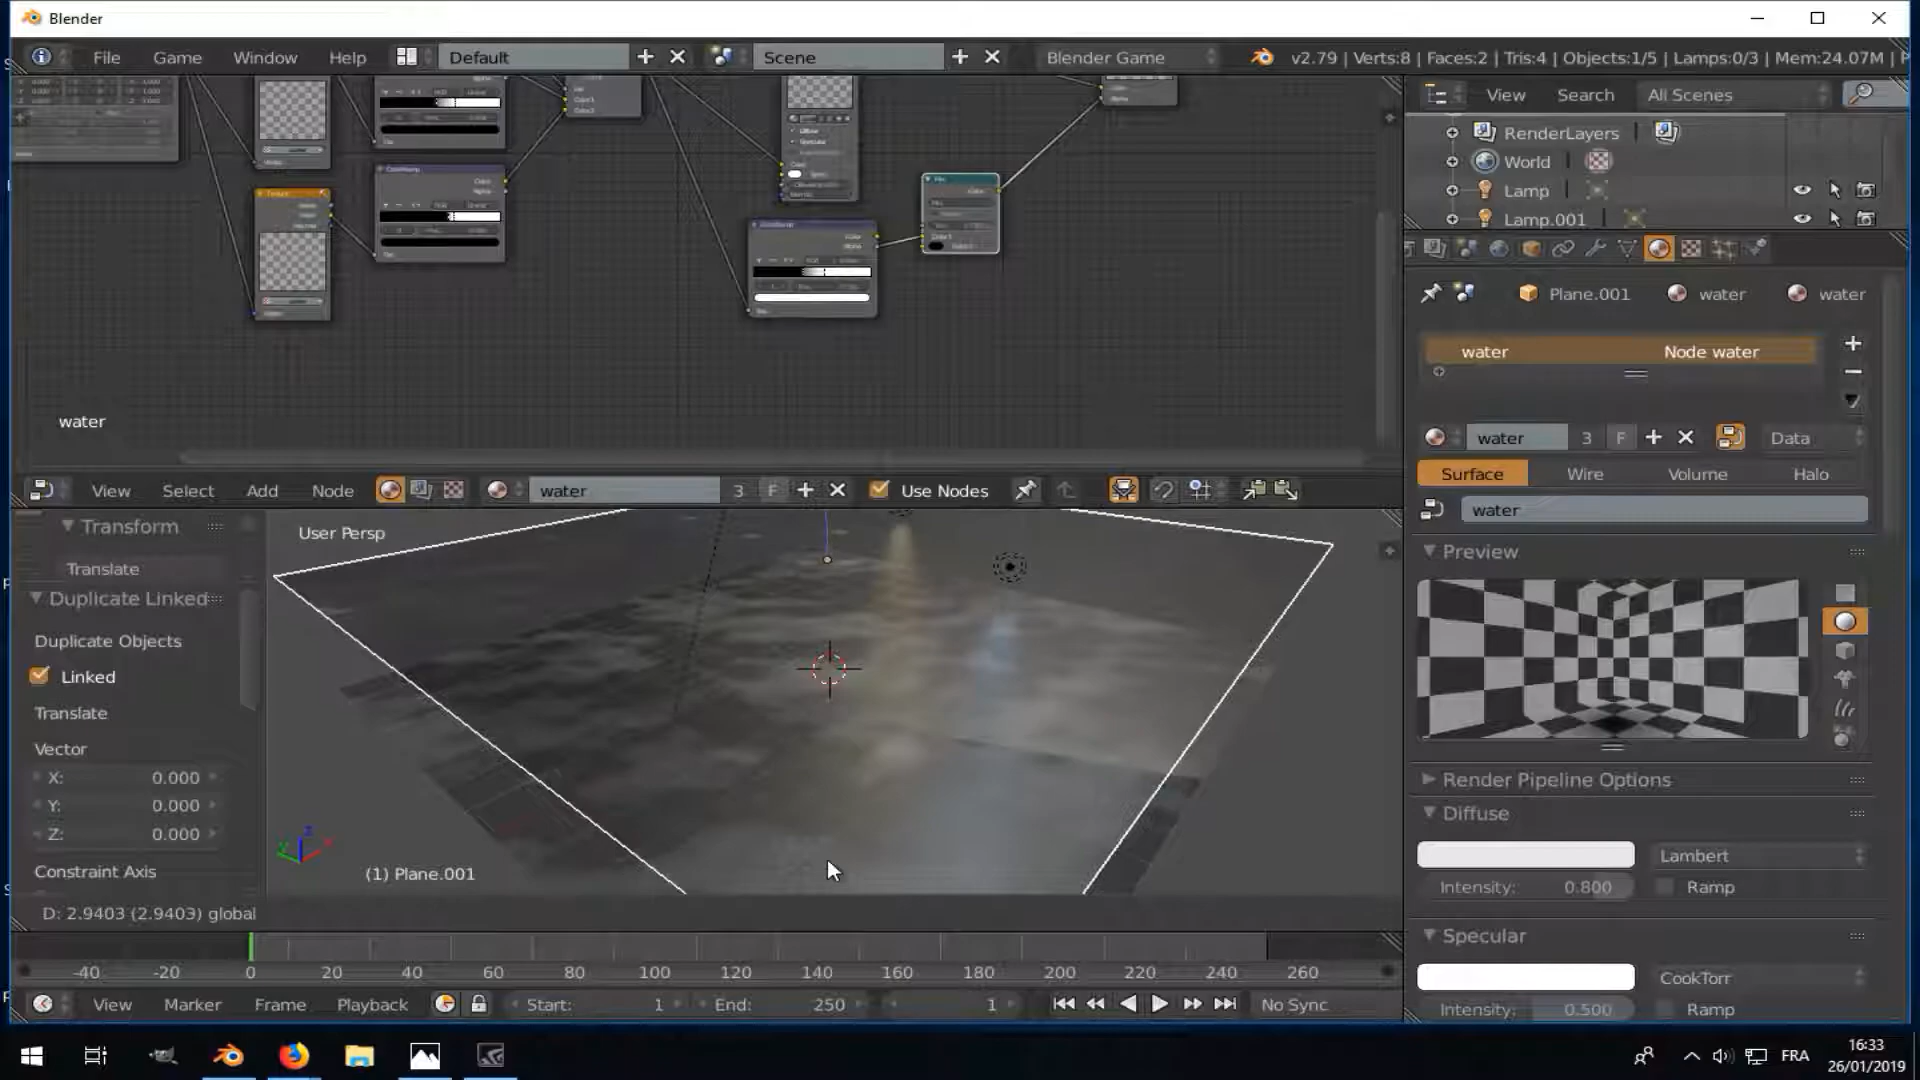 Blender
File Game Window Help Default Scene Blender Game v2.79 | Verts:8 | Faces:2 | Tris:4 | Objects:1/5 | Lamps:0/3 | Mem:24.07M |
View Search All Scenes
RenderLayers
World
Lamp
Lamp.001
Plane.001 water water
water Node water
water 3 F Data
Surface Wire Volume Halo
water
Preview
Render Pipeline Options
Diffuse
Lambert
Intensity: 0.800 Ramp
Specular
CookTorr
Intensity: 0.500 Ramp
water
View Select Add Node water 3 F Use Nodes
Transform
Translate
Duplicate Linked
Duplicate Objects
Linked
Translate
Vector
X: 0.000
Y: 0.000
Z: 0.000
Constraint Axis
User Persp
(1) Plane.001
D: 2.9403 (2.9403) global
-40 -20 0 20 40 60 80 100 120 140 160 180 200 220 240 260
View Marker Frame Playback Start: 1 End: 250 1 No Sync
FRA
16:33
26/01/2019